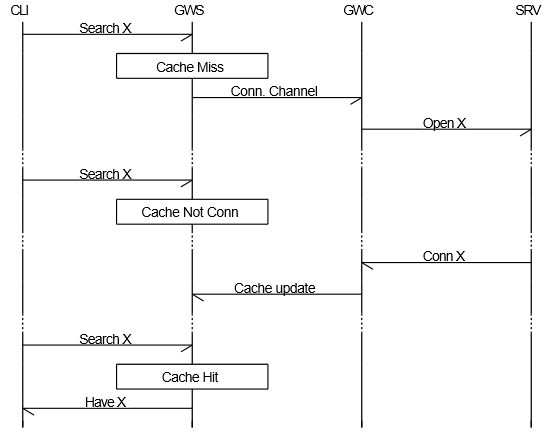 CLI GWS GWC SRV
Search X
Cache Miss
Conn. Channel
Open X
Search X
Cache Not Conn
Conn X
Cache update
Search X
Cache Hit
Have X